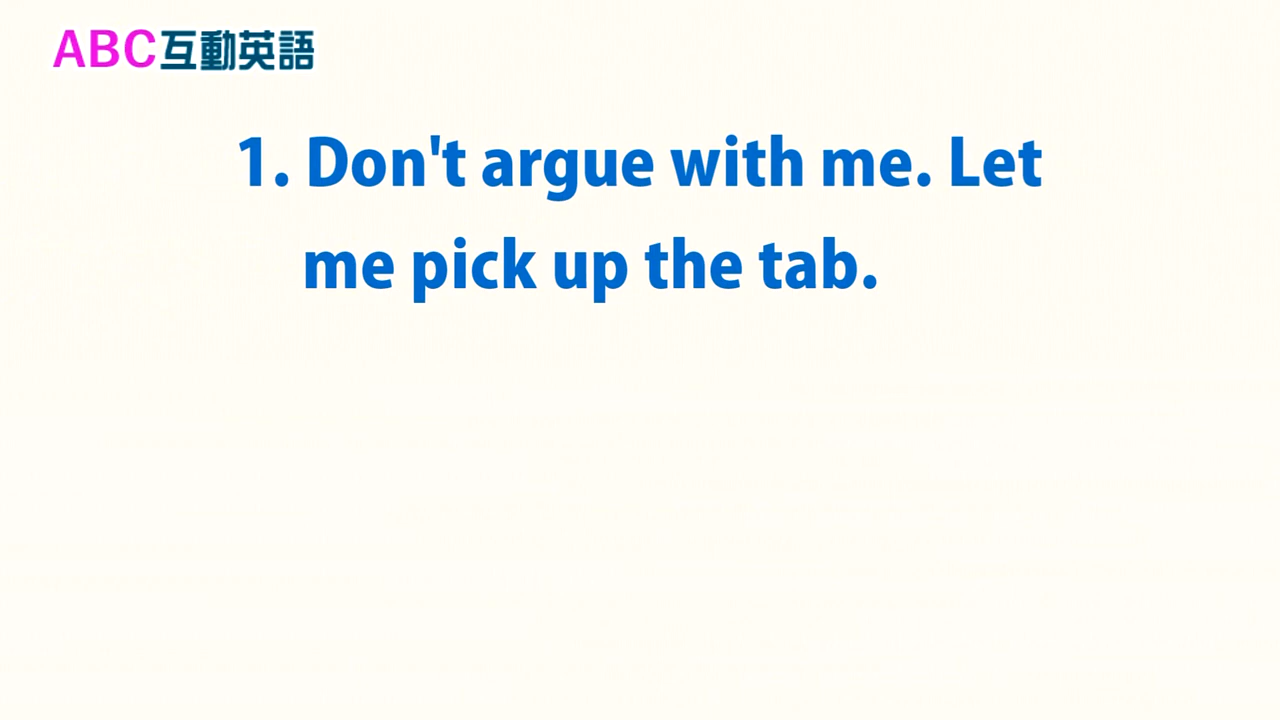 ABC互動英語
1. Don't argue with me. Let
me pick up the tab.